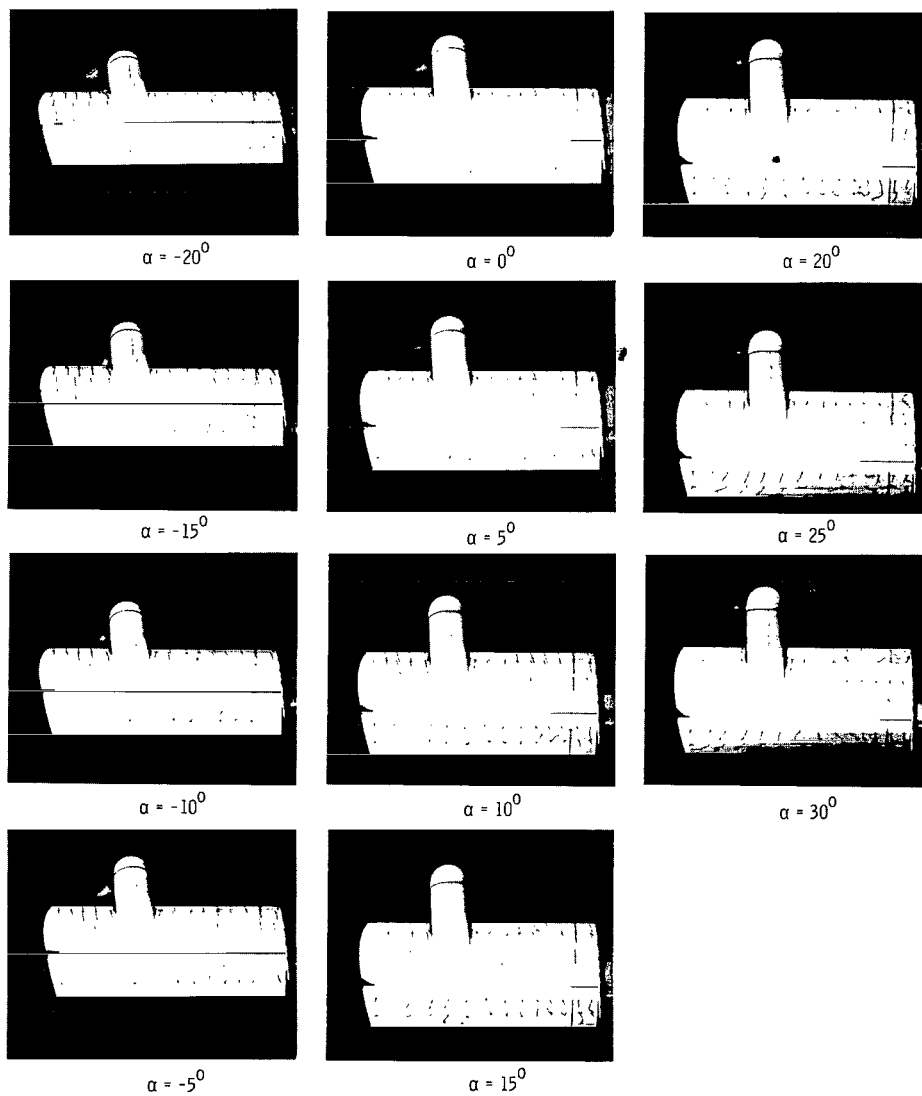 α = -20⁰
α = 0⁰
α = 20⁰
α = -15⁰
α = 5⁰
α = 25⁰
α = -10⁰
α = 10⁰
α = 30⁰
α = -5⁰
α = 15⁰